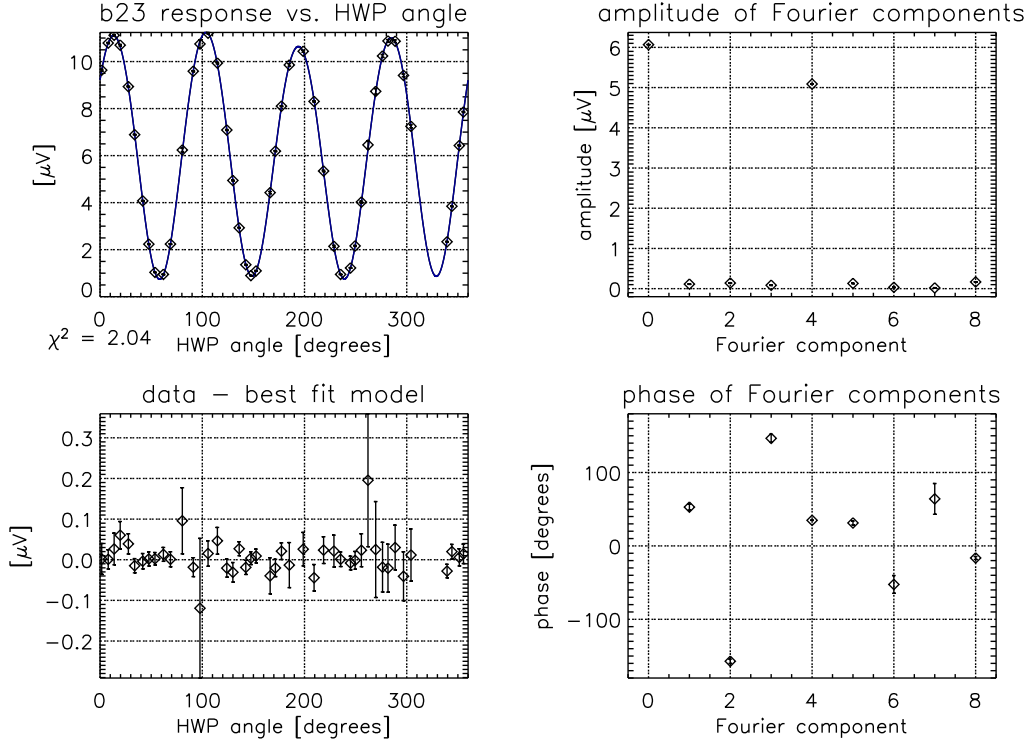 b23 response vs. HWP angle
[μV]
10
8
6
4
2
0
0 100 200 300
χ² = 2.04
HWP angle [degrees]
amplitude of Fourier components
amplitude [μV]
6
5
4
3
2
1
0
0 2 4 6 8
Fourier component
data − best fit model
[μV]
0.3
0.2
0.1
0.0
−0.1
−0.2
0 100 200 300
HWP angle [degrees]
phase of Fourier components
phase [degrees]
100
0
−100
0 2 4 6 8
Fourier component